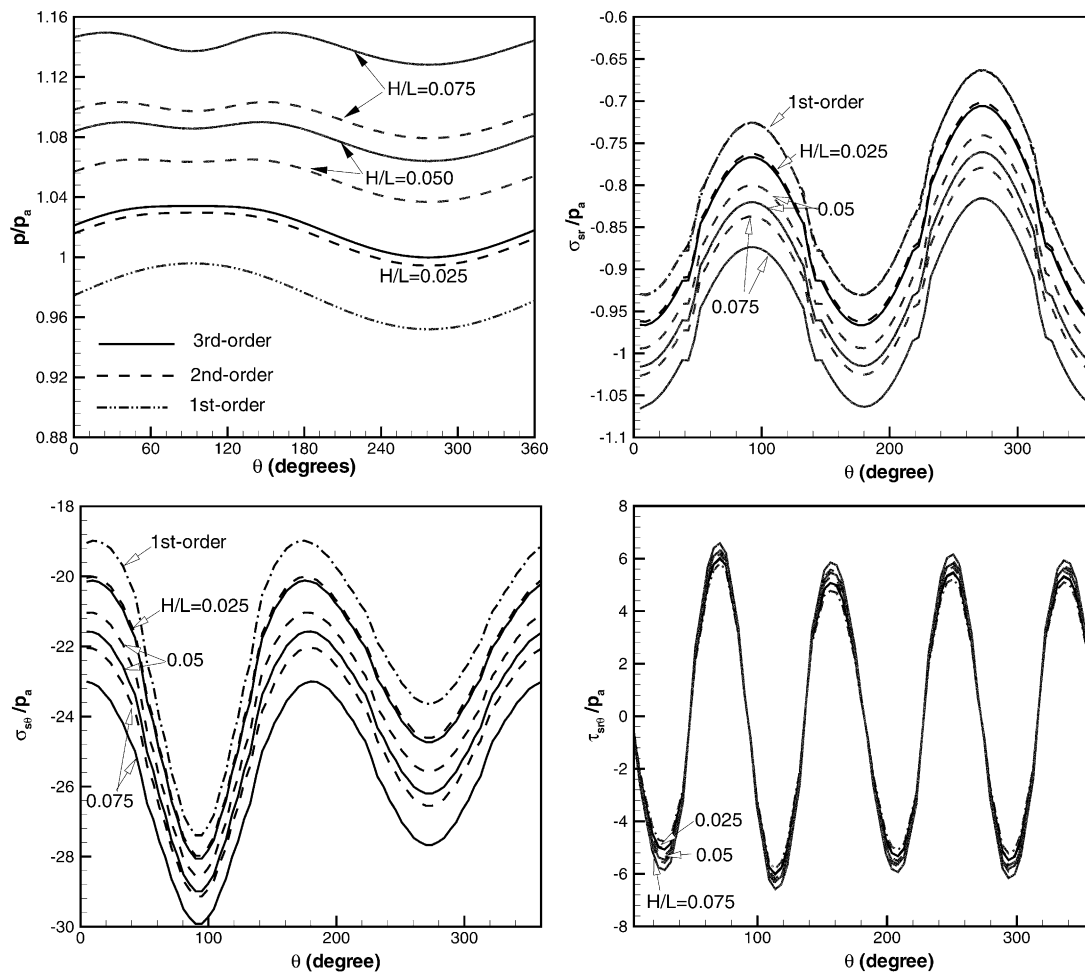 1.16
1.12
1.08
1.04
1
0.96
0.92
0.88
p/pa
H/L=0.075
H/L=0.050
H/L=0.025
3rd-order
2nd-order
1st-order
0 60 120 180 240 300 360
θ (degrees)
-0.6
-0.65
-0.7
-0.75
-0.8
-0.85
-0.9
-0.95
-1
-1.05
-1.1
σsr/pa
1st-order
H/L=0.025
0.05
0.075
0 100 200 300
θ (degree)
-18
-20
-22
-24
-26
-28
-30
σsθ/pa
1st-order
H/L=0.025
0.05
0.075
0 100 200 300
θ (degree)
8
6
4
2
0
-2
-4
-6
-8
τsrθ/pa
0.025
0.05
H/L=0.075
100 200 300
θ (degree)